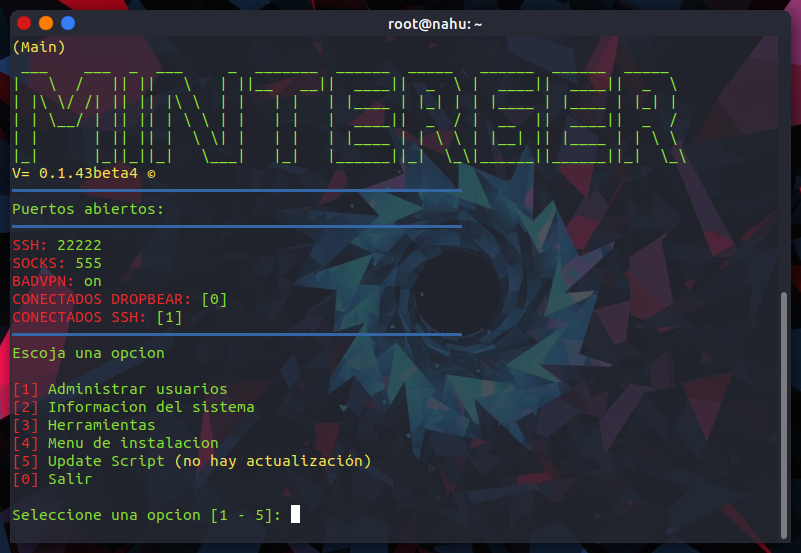 root@nahu: ~
(Main)
MINTERGER
V= 0.1.43beta4 ©
Puertos abiertos:
SSH: 22222
SOCKS: 555
BADVPN: on
CONECTADOS DROPBEAR: [0]
CONECTADOS SSH: [1]
Escoja una opcion
[1] Administrar usuarios
[2] Informacion del sistema
[3] Herramientas
[4] Menu de instalacion
[5] Update Script (no hay actualización)
[0] Salir
Seleccione una opcion [1 - 5]: